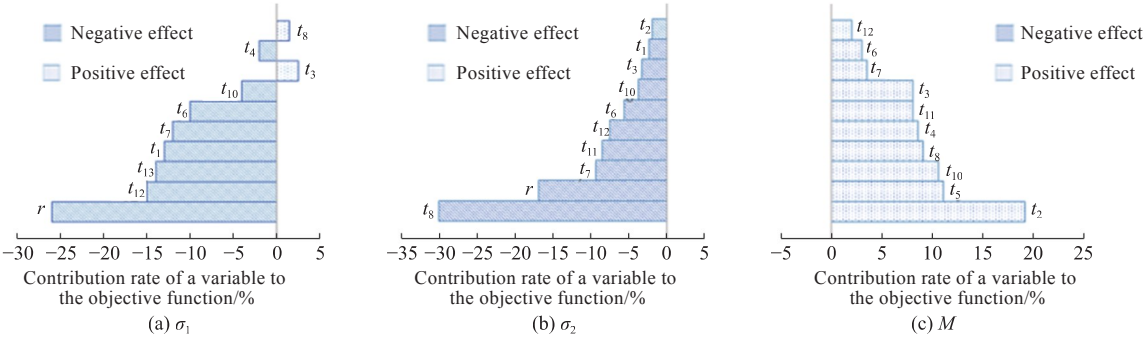 Negative effect
Positive effect
t₈
t₄
t₃
t₁₀
t₆
t₇
t₁
t₁₃
t₁₂
r
−30 −25 −20 −15 −10 −5 0 5
Contribution rate of a variable to
the objective function/%
(a) σ₁
Negative effect
Positive effect
t₂
t₁
t₃
t₁₀
t₆
t₁₂
t₁₁
t₇
r
t₈
−35 −30 −25 −20 −15 −10 −5 0 5
Contribution rate of a variable to
the objective function/%
(b) σ₂
Negative effect
Positive effect
t₁₂
t₆
t₇
t₃
t₁₁
t₄
t₈
t₁₀
t₅
t₂
−5 0 5 10 15 20 25
Contribution rate of a variable to
the objective function/%
(c) M